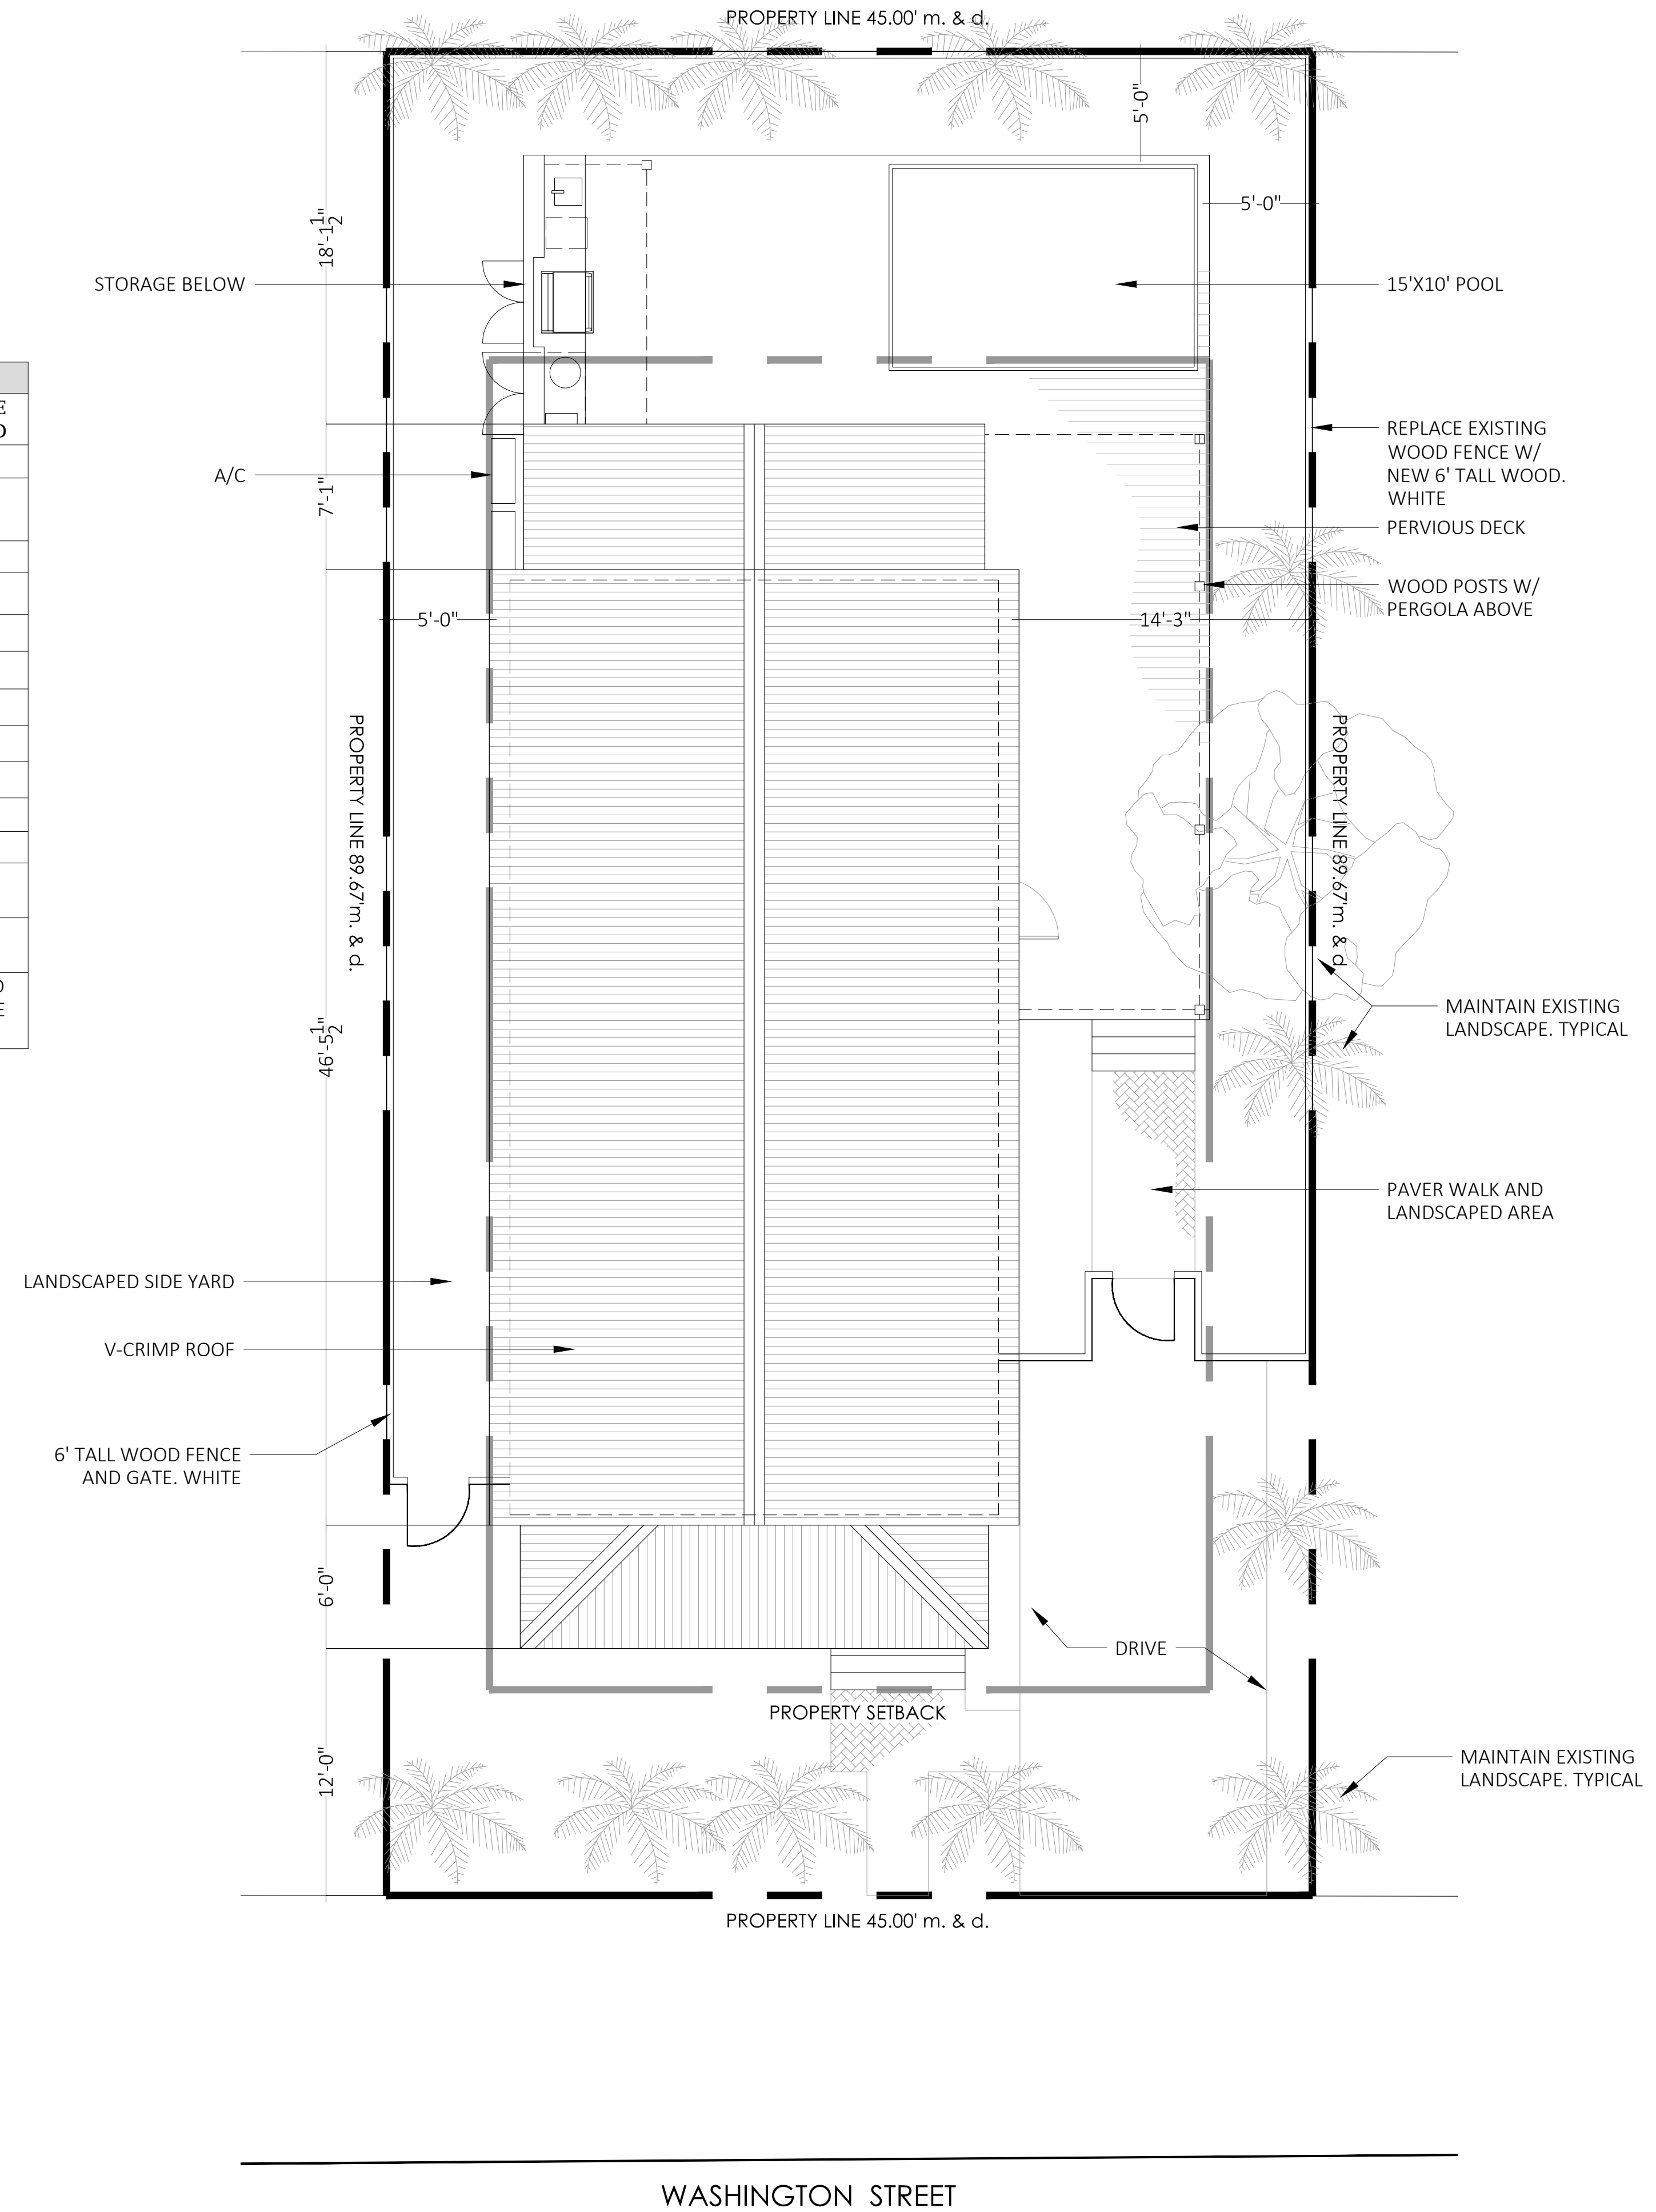 PROPERTY LINE 45.00' m. & d.
5'-0"
18'-1 1/2"
5'-0"
STORAGE BELOW
15'X10' POOL
E
D
REPLACE EXISTING
WOOD FENCE W/
NEW 6' TALL WOOD.
WHITE
A/C
7'-1"
PERVIOUS DECK
WOOD POSTS W/
PERGOLA ABOVE
5'-0"
14'-3"
PROPERTY LINE 89.67'm. & d.
PROPERTY LINE 89.67'm. & d
O
E
46'-5 1/2"
MAINTAIN EXISTING
LANDSCAPE. TYPICAL
PAVER WALK AND
LANDSCAPED AREA
LANDSCAPED SIDE YARD
V-CRIMP ROOF
6' TALL WOOD FENCE
AND GATE. WHITE
6'-0"
DRIVE
PROPERTY SETBACK
12'-0"
MAINTAIN EXISTING
LANDSCAPE. TYPICAL
PROPERTY LINE 45.00' m. & d.
WASHINGTON STREET